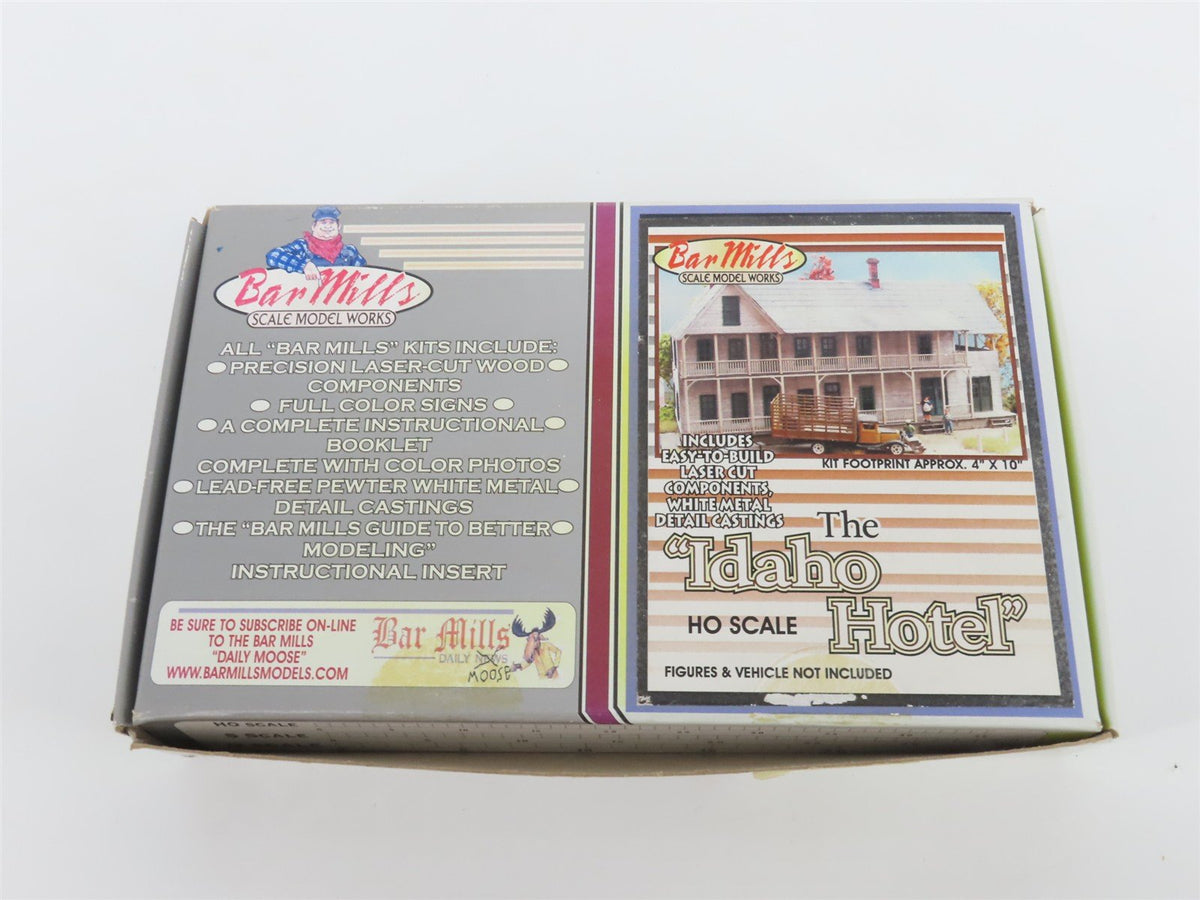 Bar Mills
SCALE MODEL WORKS
ALL "BAR MILLS" KITS INCLUDE:
PRECISION LASER-CUT WOOD
COMPONENTS
FULL COLOR SIGNS
A COMPLETE INSTRUCTIONAL
BOOKLET
COMPLETE WITH COLOR PHOTOS
LEAD-FREE PEWTER WHITE METAL
DETAIL CASTINGS
THE "BAR MILLS GUIDE TO BETTER
MODELING"
INSTRUCTIONAL INSERT
BE SURE TO SUBSCRIBE ON-LINE
TO THE BAR MILLS
"DAILY MOOSE"
WWW.BARMILLSMODELS.COM
Bar Mills
DAILY NEWS
MOOSE
Bar Mills
SCALE MODEL WORKS
KIT FOOTPRINT APPROX. 4" X 10"
INCLUDES
EASY-TO-BUILD
LASER CUT
COMPONENTS,
WHITE METAL
DETAIL CASTINGS
The
"Idaho
Hotel"
HO SCALE
FIGURES & VEHICLE NOT INCLUDED
HO SCALE
S SCALE